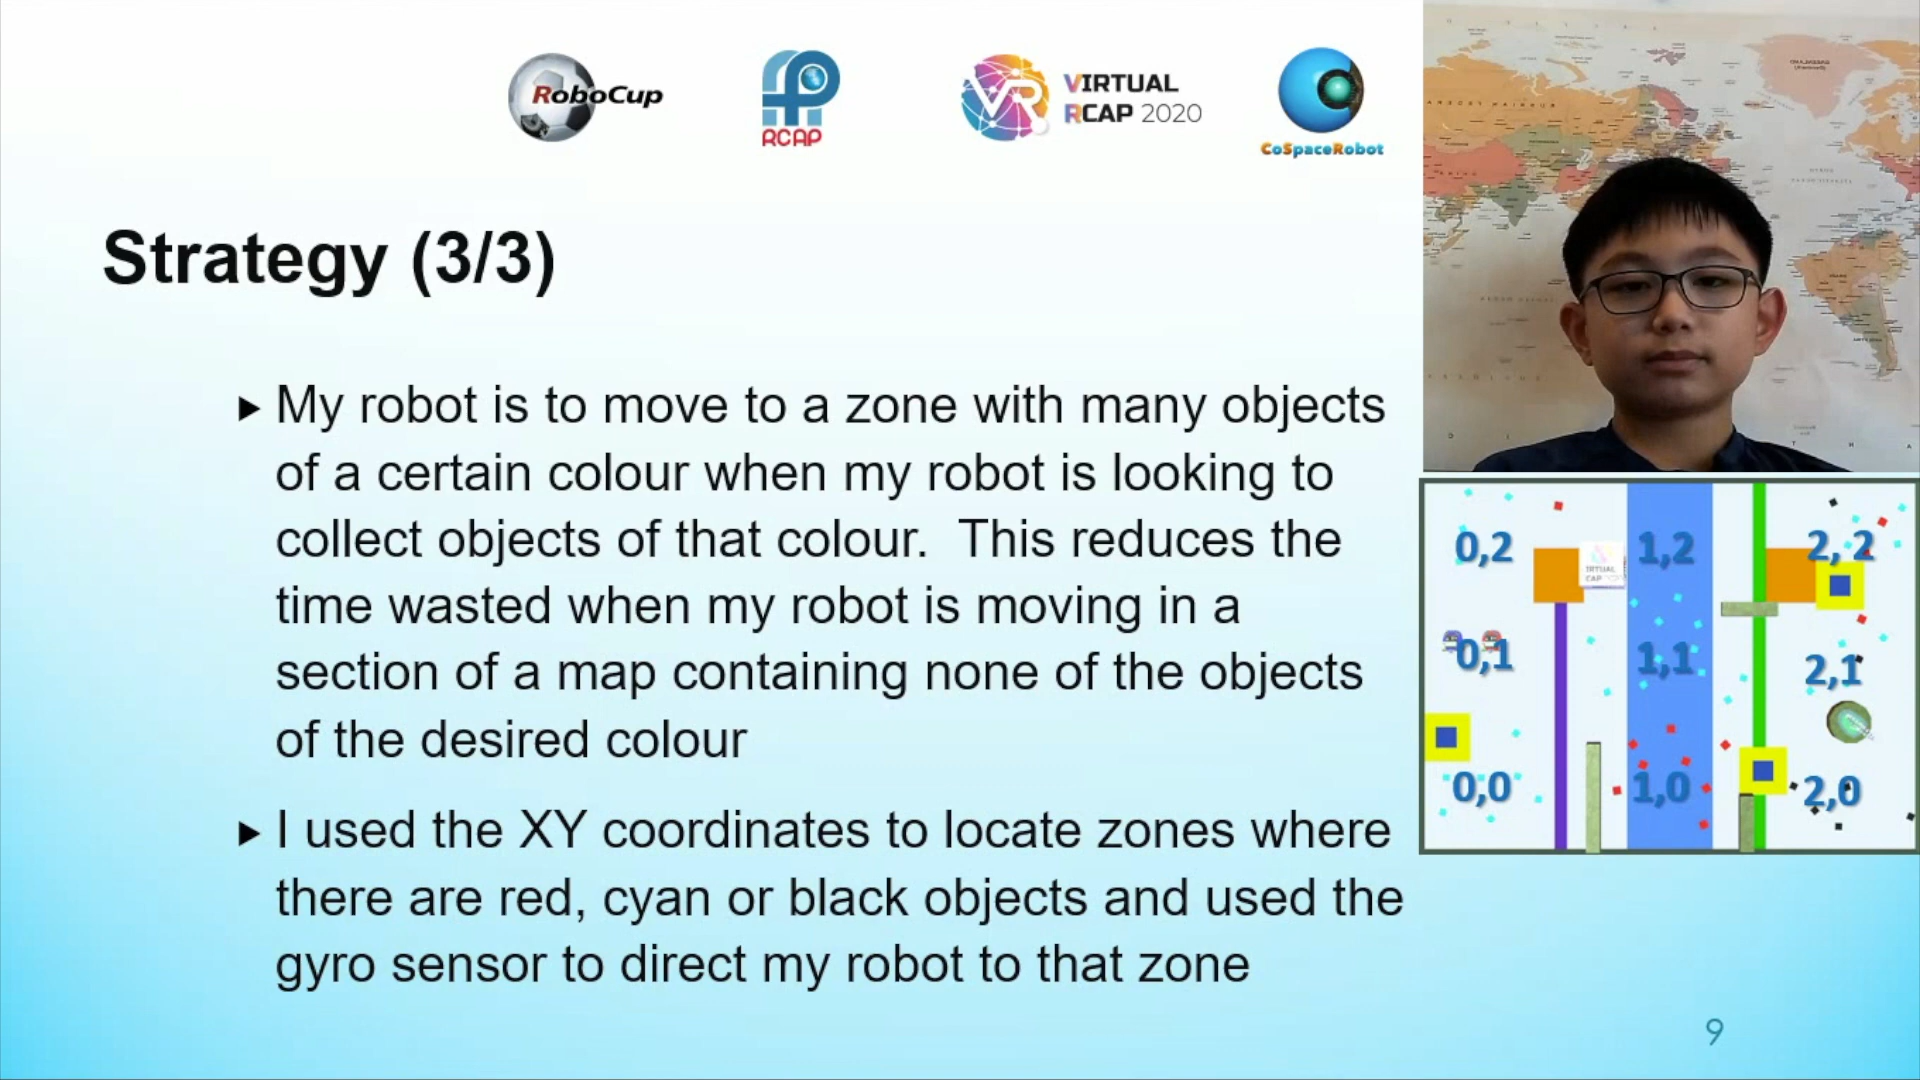 RoboCup
RCAP
VIRTUAL
RCAP 2020
CoSpaceRobot
Strategy (3/3)
My robot is to move to a zone with many objects
of a certain colour when my robot is looking to
collect objects of that colour.  This reduces the
time wasted when my robot is moving in a
section of a map containing none of the objects
of the desired colour
I used the XY coordinates to locate zones where
there are red, cyan or black objects and used the
gyro sensor to direct my robot to that zone
0,2
1,2
2, 2
0,1
1,1
2,1
0,0
1,0
2,0
9